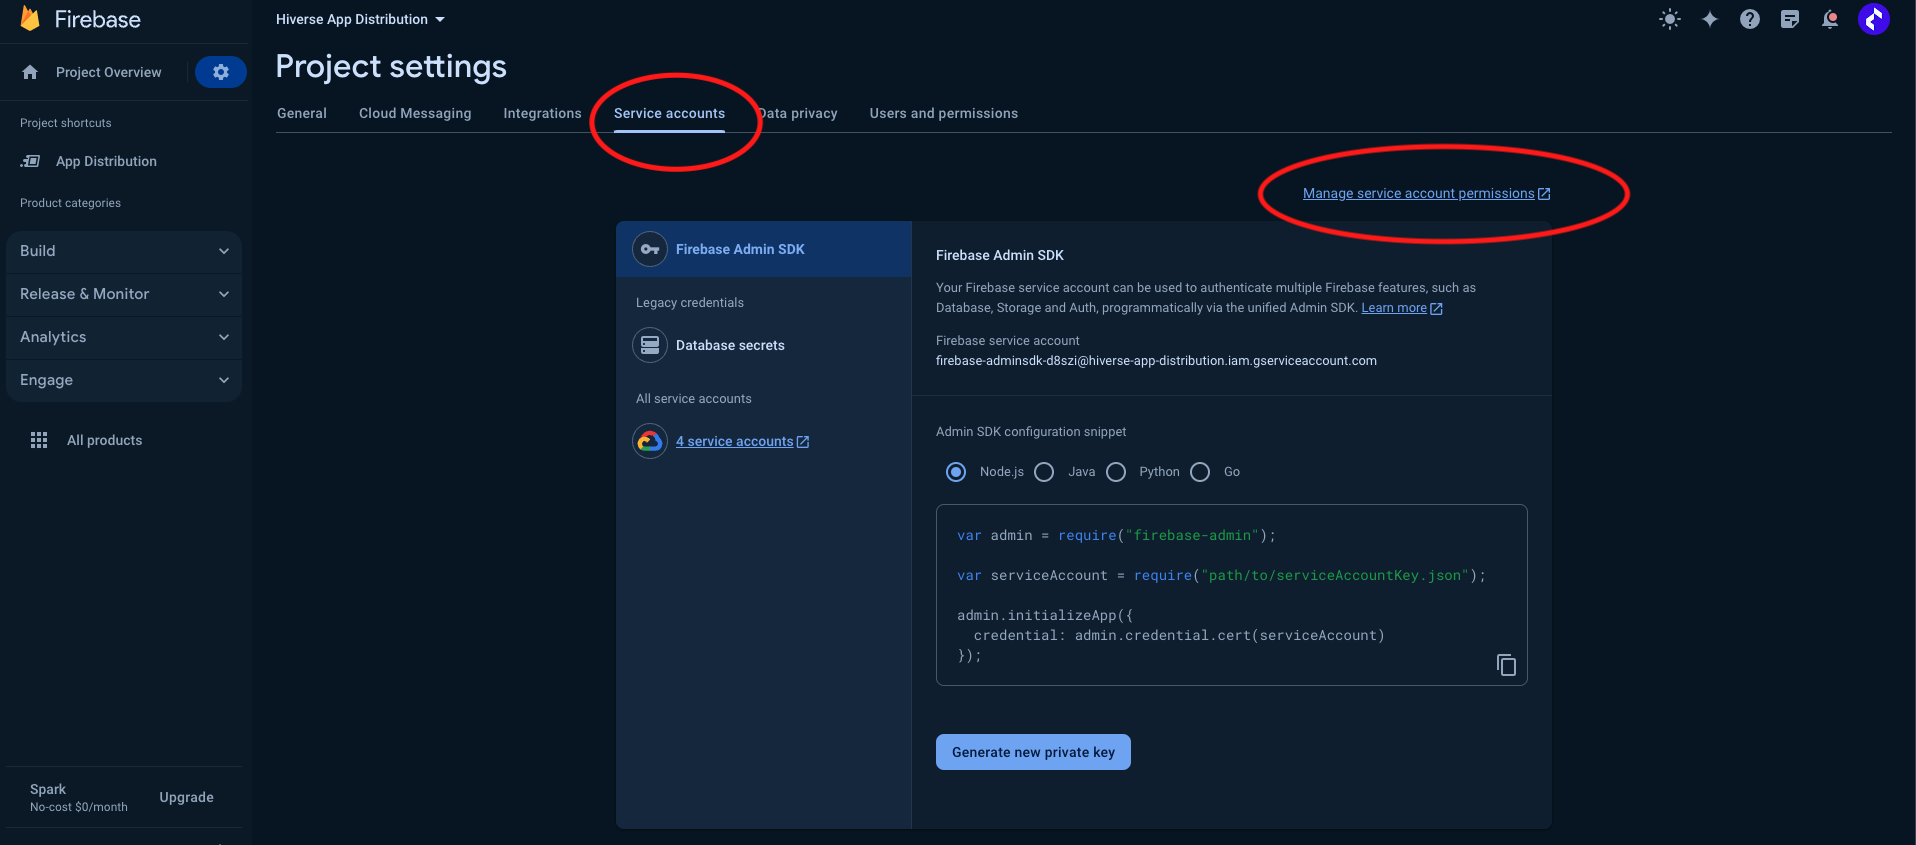 Firebase
Hiverse App Distribution
Project Overview
Project settings
General
Cloud Messaging
Integrations
Service accounts
Data privacy
Users and permissions
Project shortcuts
App Distribution
Product categories
Build
Release & Monitor
Analytics
Engage
All products
Spark
No-cost $0/month
Upgrade
Manage service account permissions
Firebase Admin SDK
Legacy credentials
Database secrets
All service accounts
4 service accounts
Firebase Admin SDK
Your Firebase service account can be used to authenticate multiple Firebase features, such as
Database, Storage and Auth, programmatically via the unified Admin SDK. Learn more
Firebase service account
firebase-adminsdk-d8szi@hiverse-app-distribution.iam.gserviceaccount.com
Admin SDK configuration snippet
Node.js
Java
Python
Go
var admin = require("firebase-admin");
var serviceAccount = require("path/to/serviceAccountKey.json");
admin.initializeApp({
credential: admin.credential.cert(serviceAccount)
});
Generate new private key